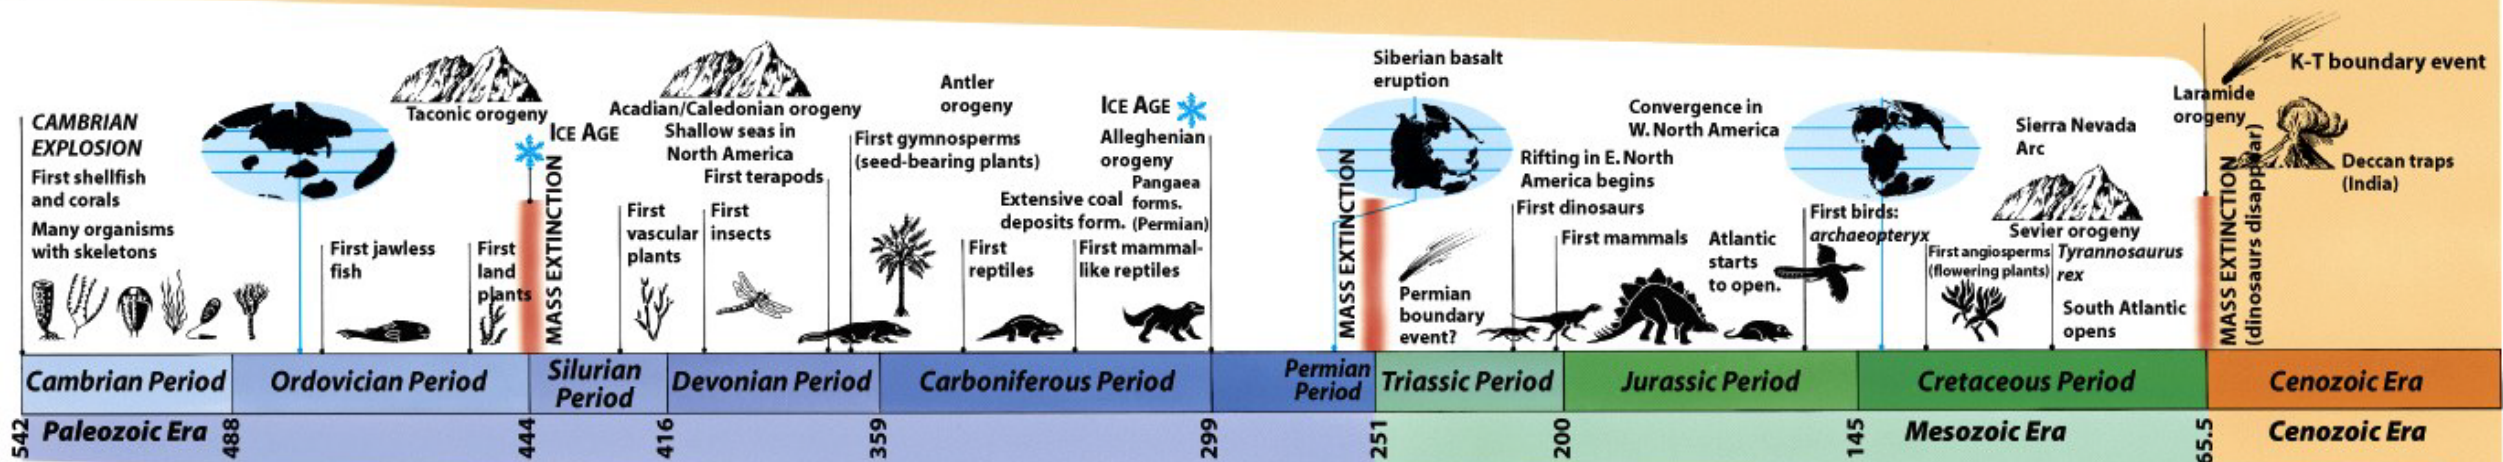 CAMBRIAN
EXPLOSION
First shellfish
and corals
Many organisms
with skeletons
Taconic orogeny
First jawless
fish
First
land
plants
ICE AGE
MASS EXTINCTION
Acadian/Caledonian orogeny
Shallow seas in
North America
First terapods
First
vascular
plants
First
insects
Antler
orogeny
First gymnosperms
(seed-bearing plants)
Extensive coal
deposits form.
First
reptiles
ICE AGE
Alleghenian
orogeny
Pangaea
forms.
(Permian)
First mammal-
like reptiles
MASS EXTINCTION
Siberian basalt
eruption
Permian
boundary
event?
Rifting in E. North
America begins
First dinosaurs
First mammals
Convergence in
W. North America
Atlantic
starts
to open.
First birds:
archaeopteryx
First angiosperms
(flowering plants)
Sierra Nevada
Arc
Sevier orogeny
Tyrannosaurus
rex
South Atlantic
opens
Laramide
orogeny
MASS EXTINCTION
(dinosaurs disappear)
K-T boundary event
Deccan traps
(India)
Cambrian Period
Ordovician Period
Silurian
Period
Devonian Period
Carboniferous Period
Permian
Period
Triassic Period
Jurassic Period
Cretaceous Period
Cenozoic Era
542
Paleozoic Era
488
444
416
359
299
251
200
145
Mesozoic Era
65.5
Cenozoic Era